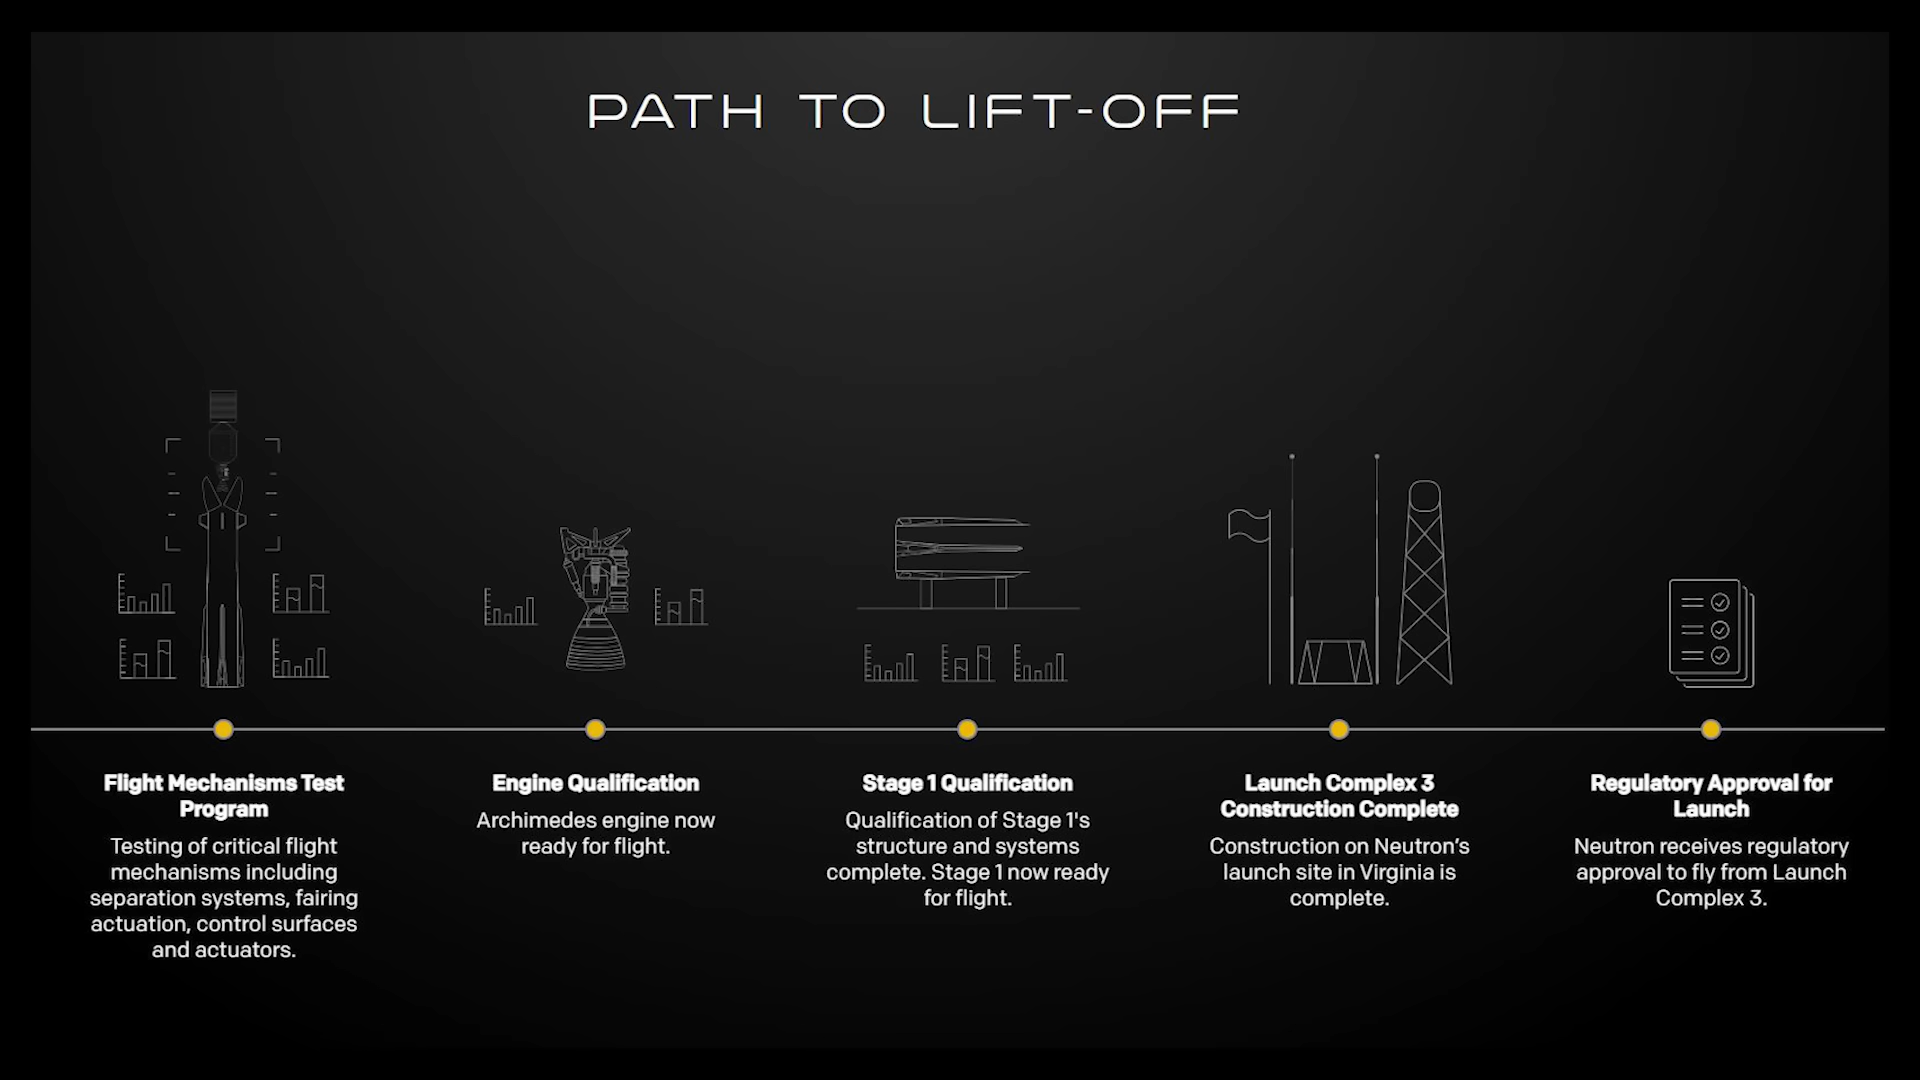 PATH TO LIFT-OFF
Flight Mechanisms Test
Program
Testing of critical flight
mechanisms including
separation systems, fairing
actuation, control surfaces
and actuators.
Engine Qualification
Archimedes engine now
ready for flight.
Stage 1 Qualification
Qualification of Stage 1's
structure and systems
complete. Stage 1 now ready
for flight.
Launch Complex 3
Construction Complete
Construction on Neutron’s
launch site in Virginia is
complete.
Regulatory Approval for
Launch
Neutron receives regulatory
approval to fly from Launch
Complex 3.